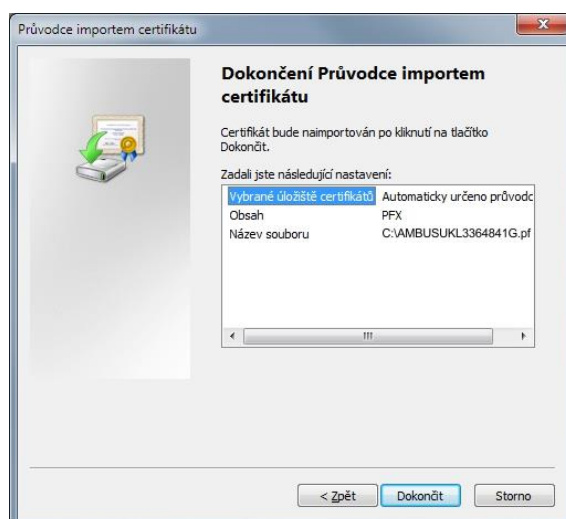 Průvodce importem certifikátu
Dokončení Průvodce importem
certifikátu
Certifikát bude naimportován po kliknutí na tlačítko
Dokončit.
Zadali jste následující nastavení:
Vybrané úložiště certifikátů Automaticky určeno průvodc
Obsah PFX
Název souboru C:\AMBUSUKL3364841G.pf
< Zpět Dokončit Storno